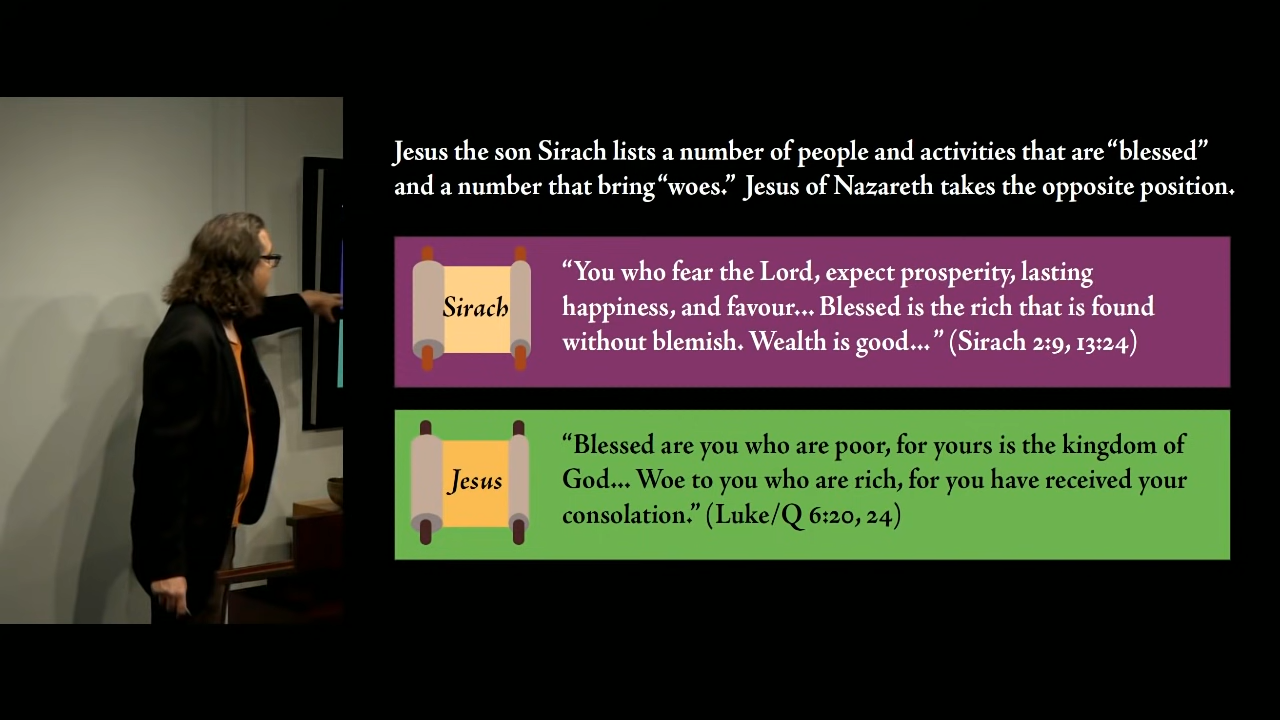 Jesus the son Sirach lists a number of people and activities that are “blessed”
and a number that bring “woes.” Jesus of Nazareth takes the opposite position.
Sirach
“You who fear the Lord, expect prosperity, lasting
happiness, and favour... Blessed is the rich that is found
without blemish. Wealth is good...” (Sirach 2:9, 13:24)
Jesus
“Blessed are you who are poor, for yours is the kingdom of
God... Woe to you who are rich, for you have received your
consolation.” (Luke/Q 6:20, 24)